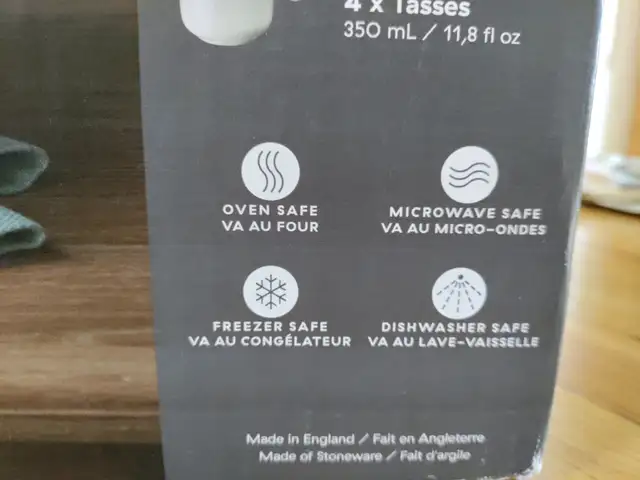 4 x Tasses
350 mL / 11,8 fl oz
OVEN SAFE
VA AU FOUR
MICROWAVE SAFE
VA AU MICRO-ONDES
FREEZER SAFE
VA AU CONGÉLATEUR
DISHWASHER SAFE
VA AU LAVE-VAISSELLE
Made in England / Fait en Angleterre
Made of Stoneware / Fait d'argile